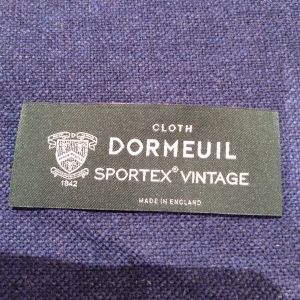 CLOTH
DORMEUIL
SPORTEX® VINTAGE
1842
MADE IN ENGLAND